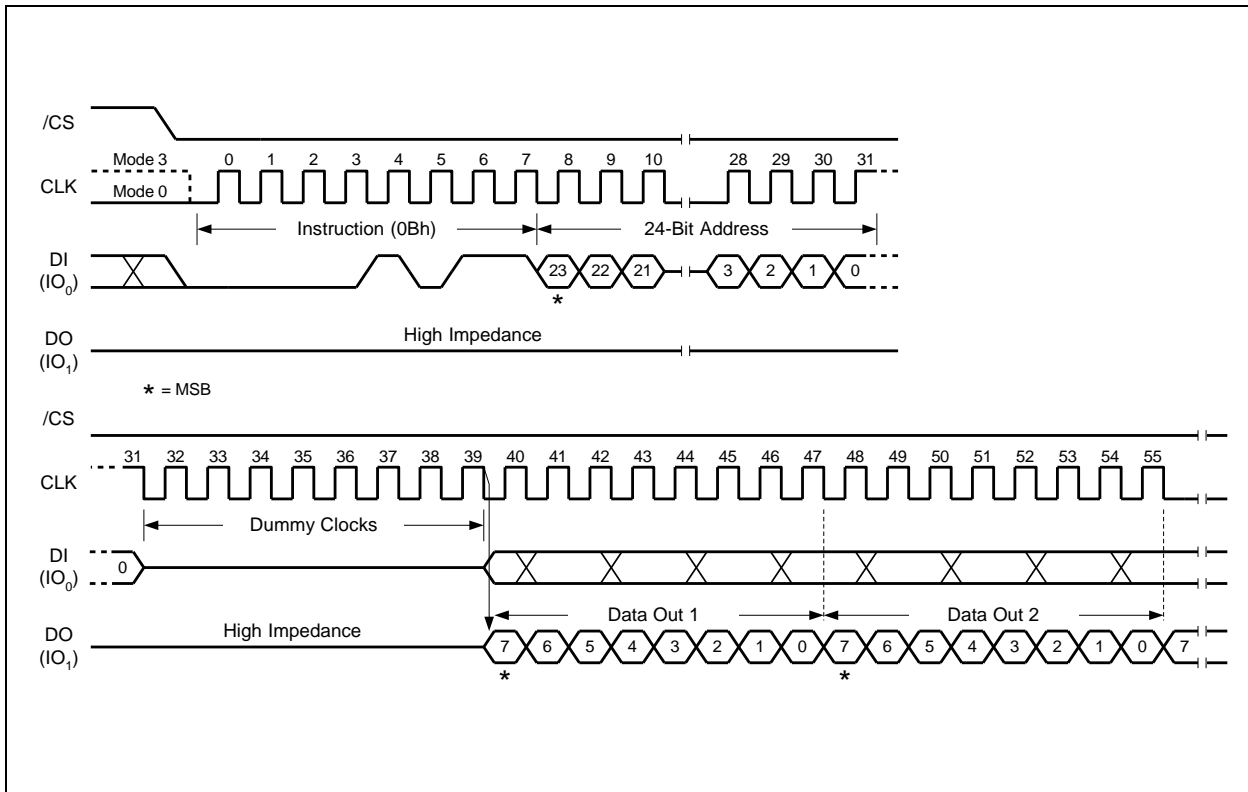 /CS
Mode 3 0 1 2 3 4 5 6 7 8 9 10 28 29 30 31
CLK
Mode 0
Instruction (0Bh) 24-Bit Address
DI
(IO0) 23 22 21 3 2 1 0
*
DO High Impedance
(IO1)
* = MSB
/CS
31 32 33 34 35 36 37 38 39 40 41 42 43 44 45 46 47 48 49 50 51 52 53 54 55
CLK
Dummy Clocks
DI
(IO0) 0
Data Out 1 Data Out 2
DO High Impedance
(IO1) 7 6 5 4 3 2 1 0 7 6 5 4 3 2 1 0 7
* *